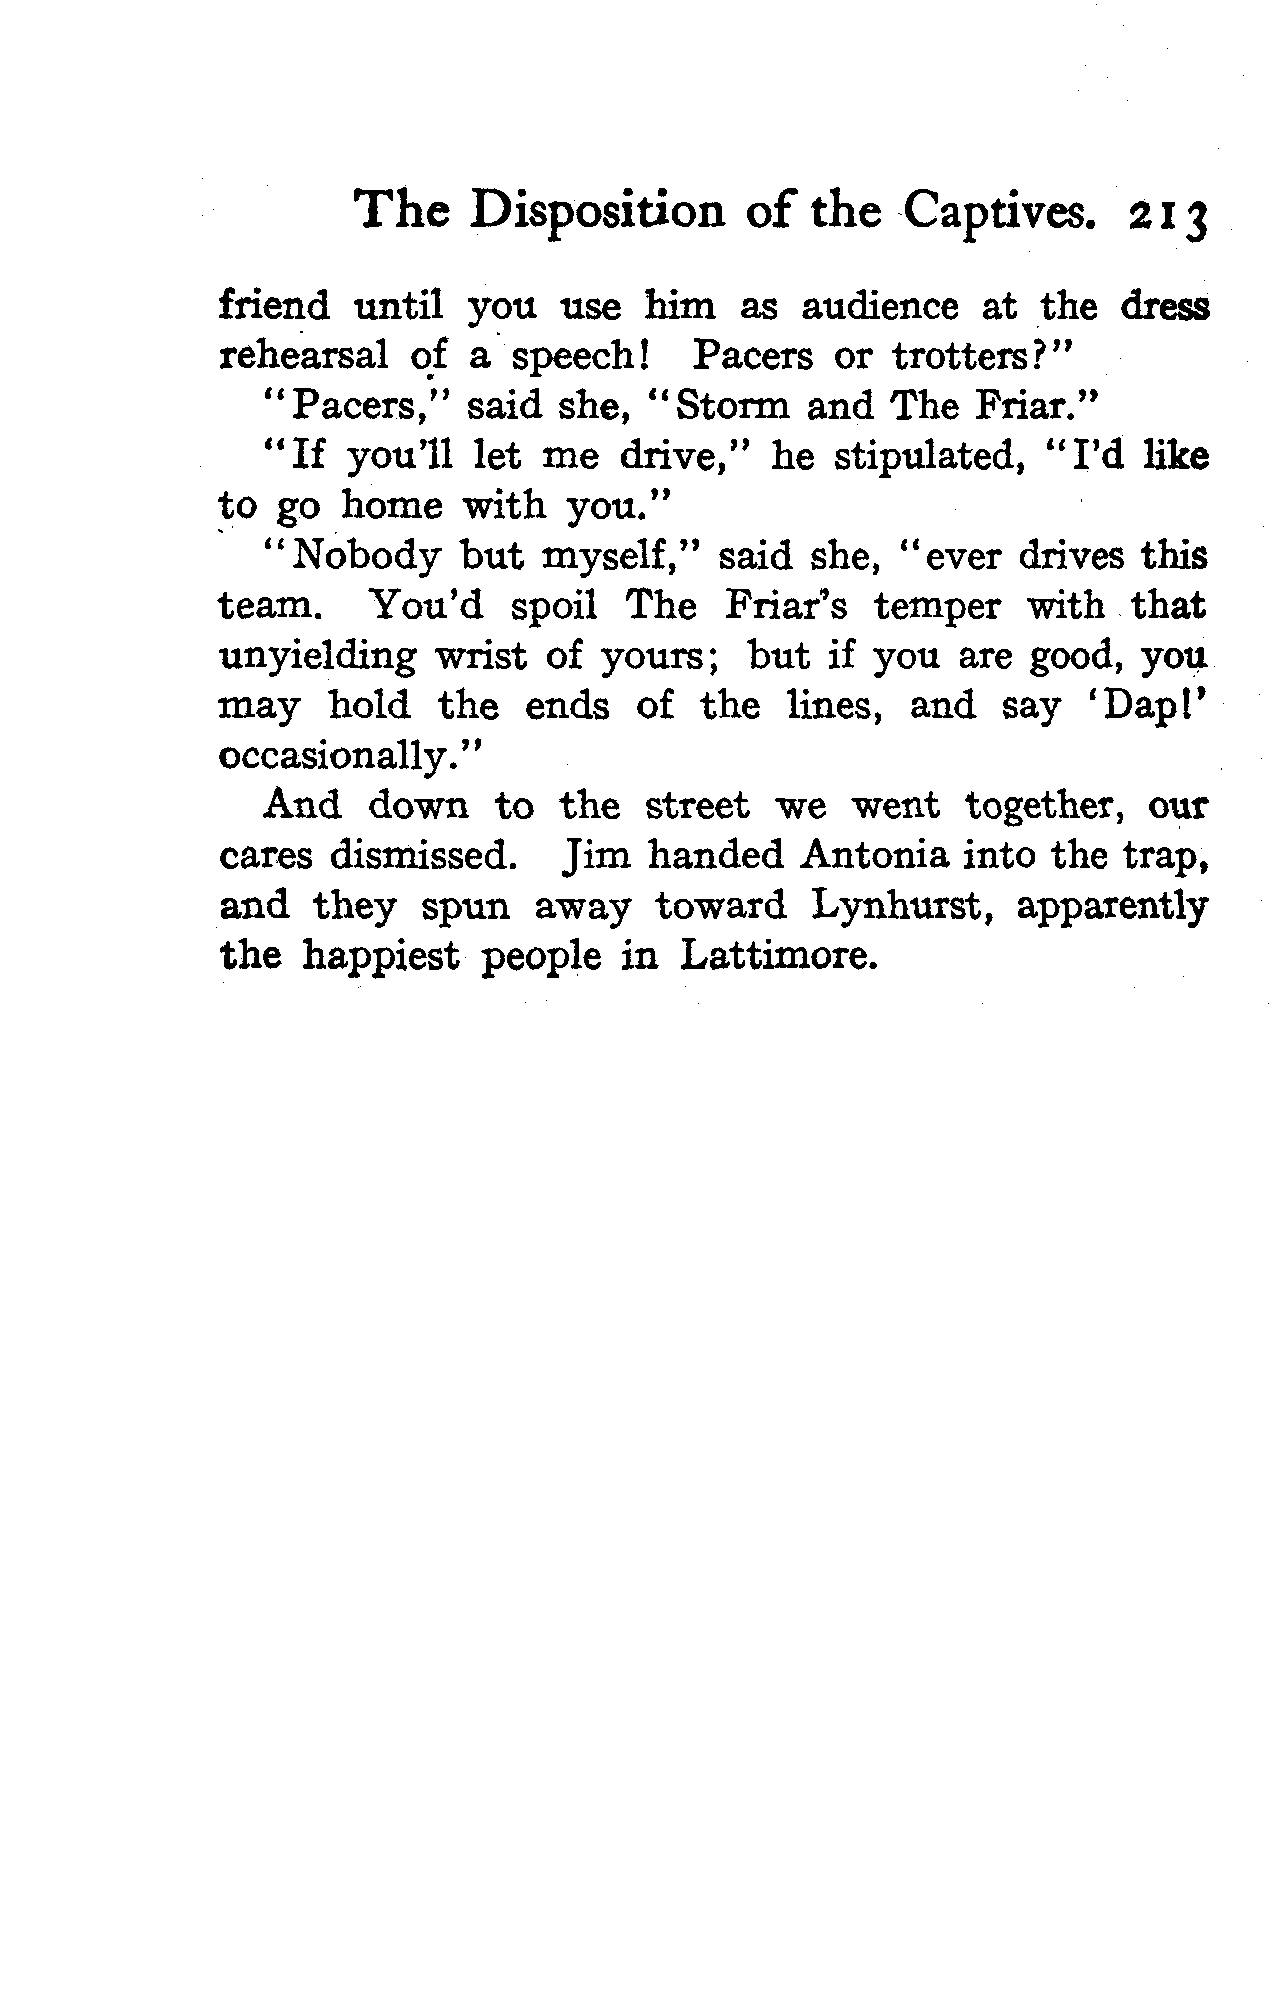 The Disposition of the Captives. 213
friend until you use him as audience at the dress
rehearsal of a speech! Pacers or trotters?"
"Pacers," said she, "Storm and The Friar."
"If you'll let me drive," he stipulated, "I'd like
to go home with you."
"Nobody but myself," said she, "ever drives this
team. You'd spoil The Friar's temper with that
unyielding wrist of yours; but if you are good, you
may hold the ends of the lines, and say 'Dap!'
occasionally."
And down to the street we went together, our
cares dismissed. Jim handed Antonia into the trap,
and they spun away toward Lynhurst, apparently
the happiest people in Lattimore.